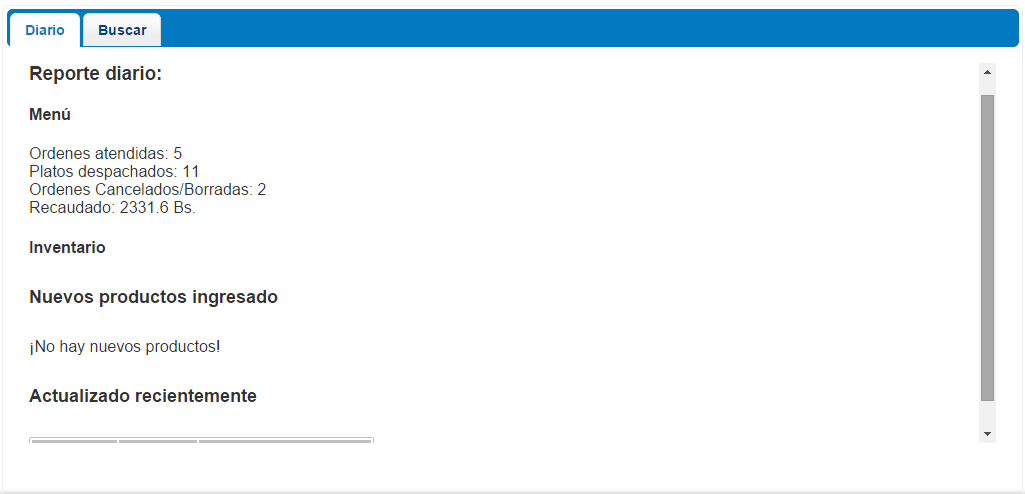 Diario
Buscar
Reporte diario:
Menú
Ordenes atendidas: 5
Platos despachados: 11
Ordenes Cancelados/Borradas: 2
Recaudado: 2331.6 Bs.
Inventario
Nuevos productos ingresado
¡No hay nuevos productos!
Actualizado recientemente